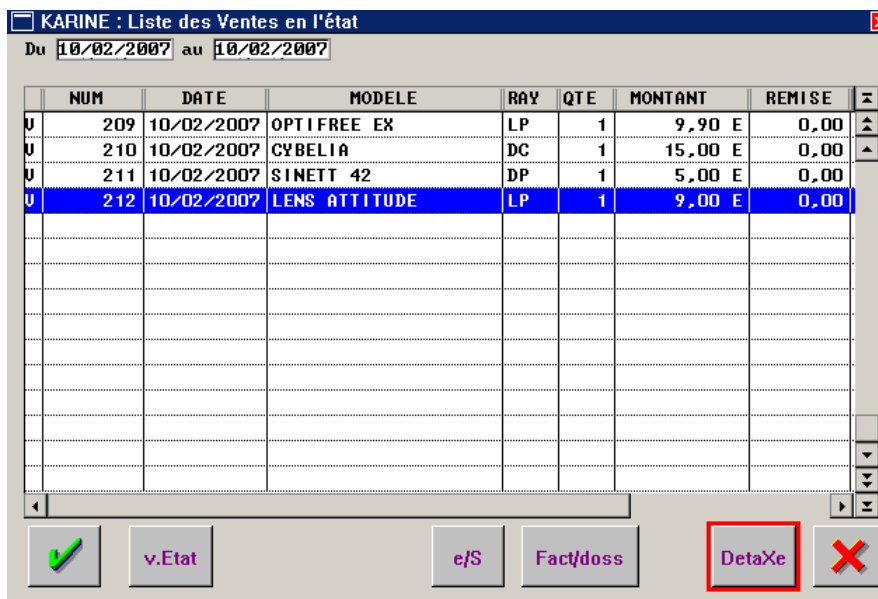 KARINE : Liste des Ventes en l'état
Du 10/02/2007 au 10/02/2007
NUM DATE MODELE RAY QTE MONTANT REMISE
V 209 10/02/2007 OPTIFREE EX LP 1 9,90 E 0,00
V 210 10/02/2007 CYBELIA DC 1 15,00 E 0,00
V 211 10/02/2007 SINETT 42 DP 1 5,00 E 0,00
V 212 10/02/2007 LENS ATTITUDE LP 1 9,00 E 0,00
v.Etat e/S Fact/doss DetaXe